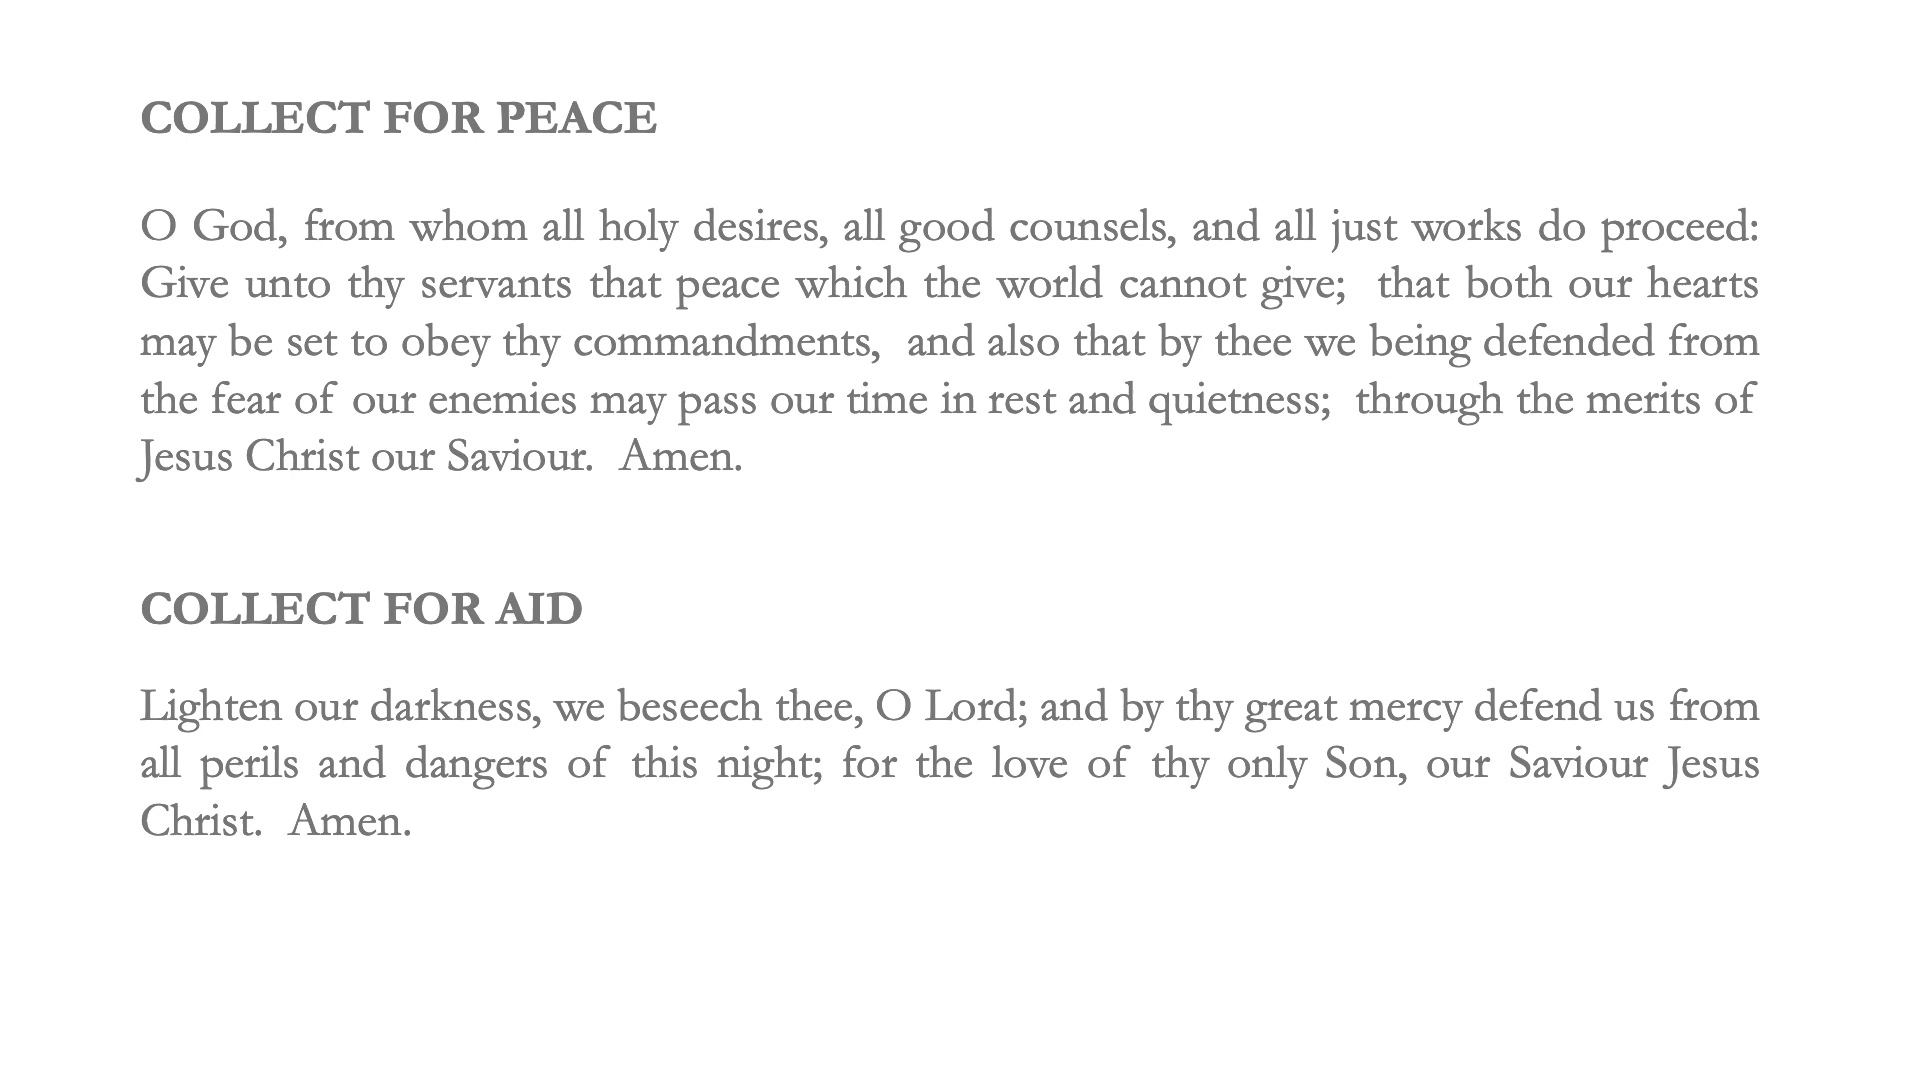 COLLECT FOR PEACE
O God, from whom all holy desires, all good counsels, and all just works do proceed:
Give unto thy servants that peace which the world cannot give;  that both our hearts
may be set to obey thy commandments,  and also that by thee we being defended from
the fear of our enemies may pass our time in rest and quietness;  through the merits of
Jesus Christ our Saviour.  Amen.
COLLECT FOR AID
Lighten our darkness, we beseech thee, O Lord; and by thy great mercy defend us from
all perils and dangers of this night; for the love of thy only Son, our Saviour Jesus
Christ.  Amen.